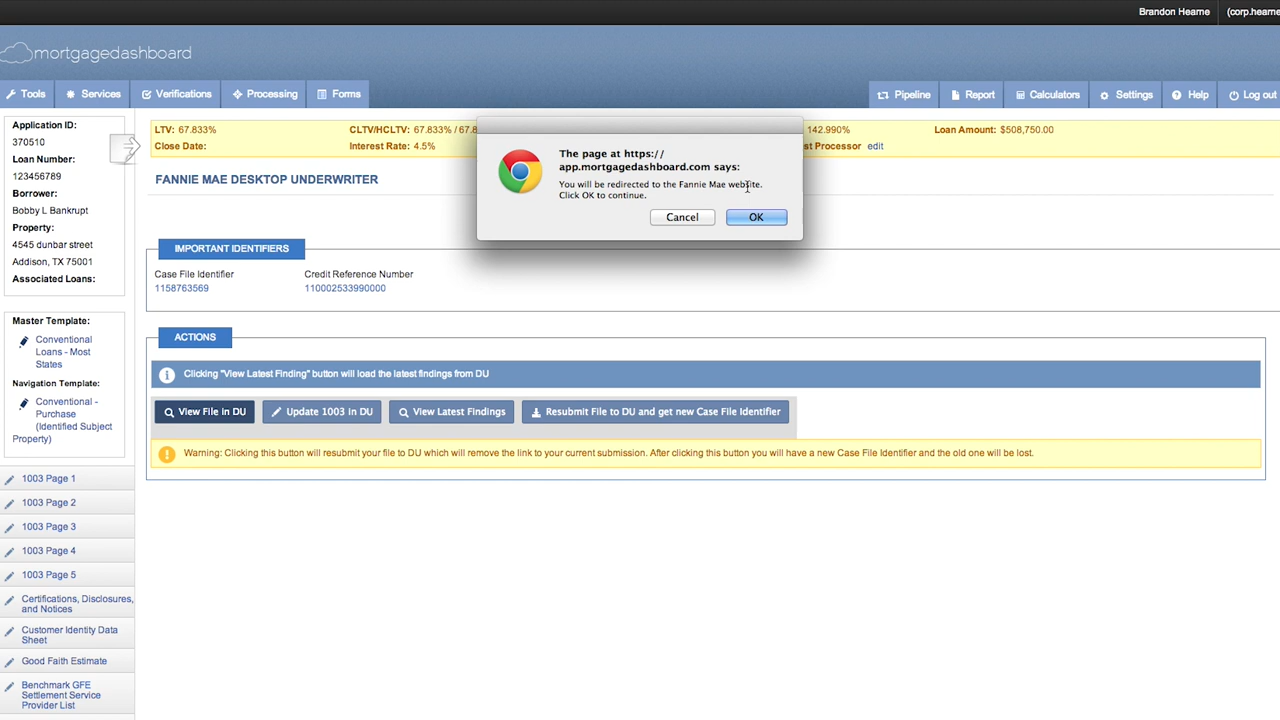 Brandon Hearne (corp.hearne
mortgagedashboard
Tools Services Verifications Processing Forms
Pipeline Report Calculators Settings Help Log out
Application ID:
370510
Loan Number:
123456789
Borrower:
Bobby L Bankrupt
Property:
4545 dunbar street
Addison, TX 75001
Associated Loans:
Master Template:
Conventional
Loans - Most
States
Navigation Template:
Conventional -
Purchase
(Identified Subject
Property)
1003 Page 1
1003 Page 2
1003 Page 3
1003 Page 4
1003 Page 5
Certifications, Disclosures,
and Notices
Customer Identity Data
Sheet
Good Faith Estimate
Benchmark GFE
Settlement Service
Provider List
LTV: 67.833% CLTV/HCLTV: 67.833% / 67.8 142.990% Loan Amount: $508,750.00
Close Date: Interest Rate: 4.5% st Processor edit
FANNIE MAE DESKTOP UNDERWRITER
The page at https://
app.mortgagedashboard.com says:
You will be redirected to the Fannie Mae website.
Click OK to continue.
Cancel OK
IMPORTANT IDENTIFIERS
Case File Identifier Credit Reference Number
1158763569 110002533990000
ACTIONS
Clicking "View Latest Finding" button will load the latest findings from DU
View File in DU Update 1003 in DU View Latest Findings Resubmit File to DU and get new Case File Identifier
Warning: Clicking this button will resubmit your file to DU which will remove the link to your current submission. After clicking this button you will have a new Case File Identifier and the old one will be lost.